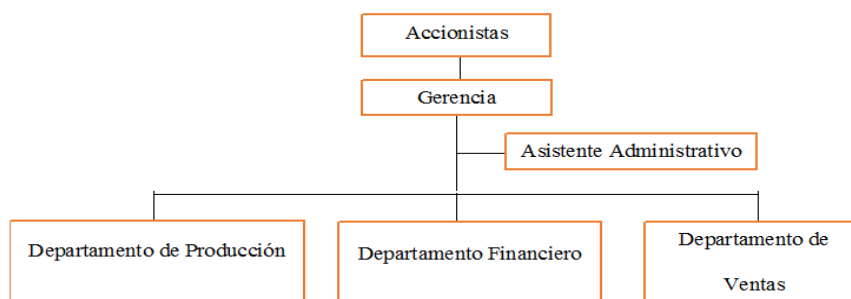 Accionistas
Gerencia
Asistente Administrativo
Departamento de Producción
Departamento Financiero
Departamento de
Ventas